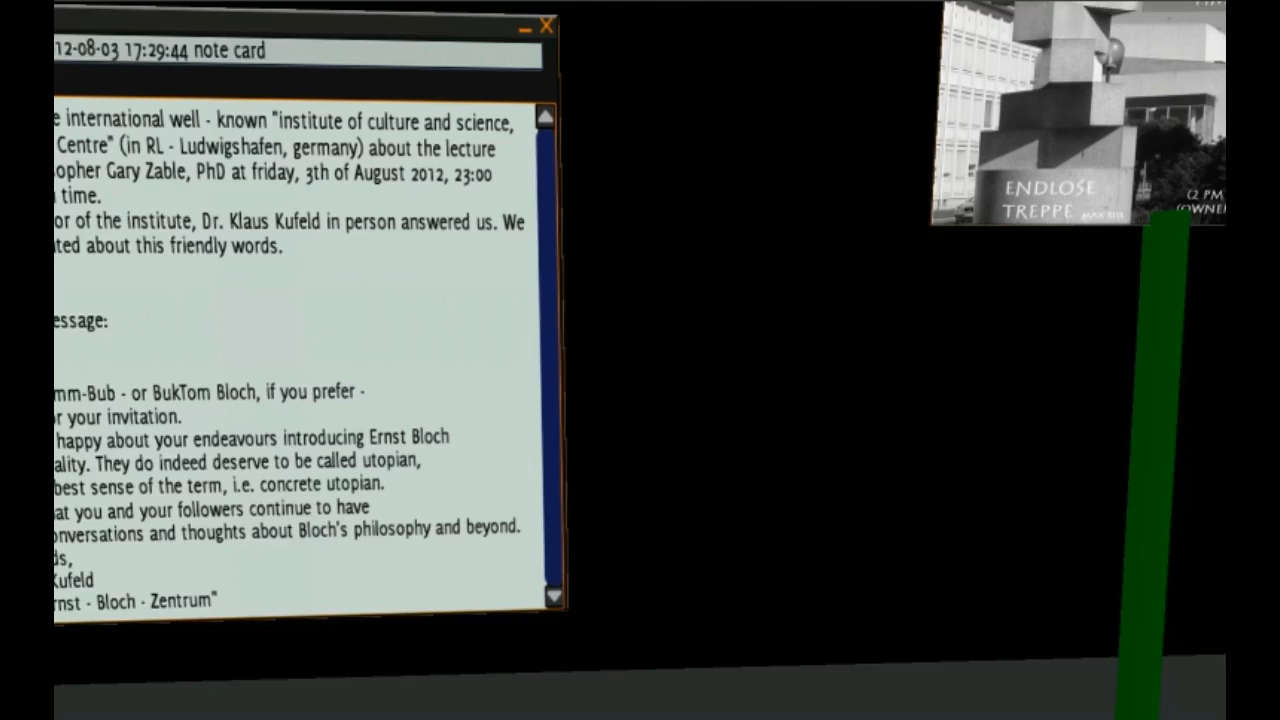 12-08-03 17:29:44 note card
e international well - known "institute of culture and science,
Centre" (in RL - Ludwigshafen, germany) about the lecture
opher Gary Zable, PhD at friday, 3th of August 2012, 23:00
time.
or of the institute, Dr. Klaus Kufeld in person answered us. We
ted about this friendly words.
essage:
mm-Bub - or BukTom Bloch, if you prefer -
r your invitation.
happy about your endeavours introducing Ernst Bloch
ality. They do indeed deserve to be called utopian,
best sense of the term, i.e. concrete utopian.
at you and your followers continue to have
onversations and thoughts about Bloch's philosophy and beyond.
ds,
Kufeld
rnst - Bloch - Zentrum"
ENDLOSE
TREPPE MAX BILL
(2 PM
(OWNE